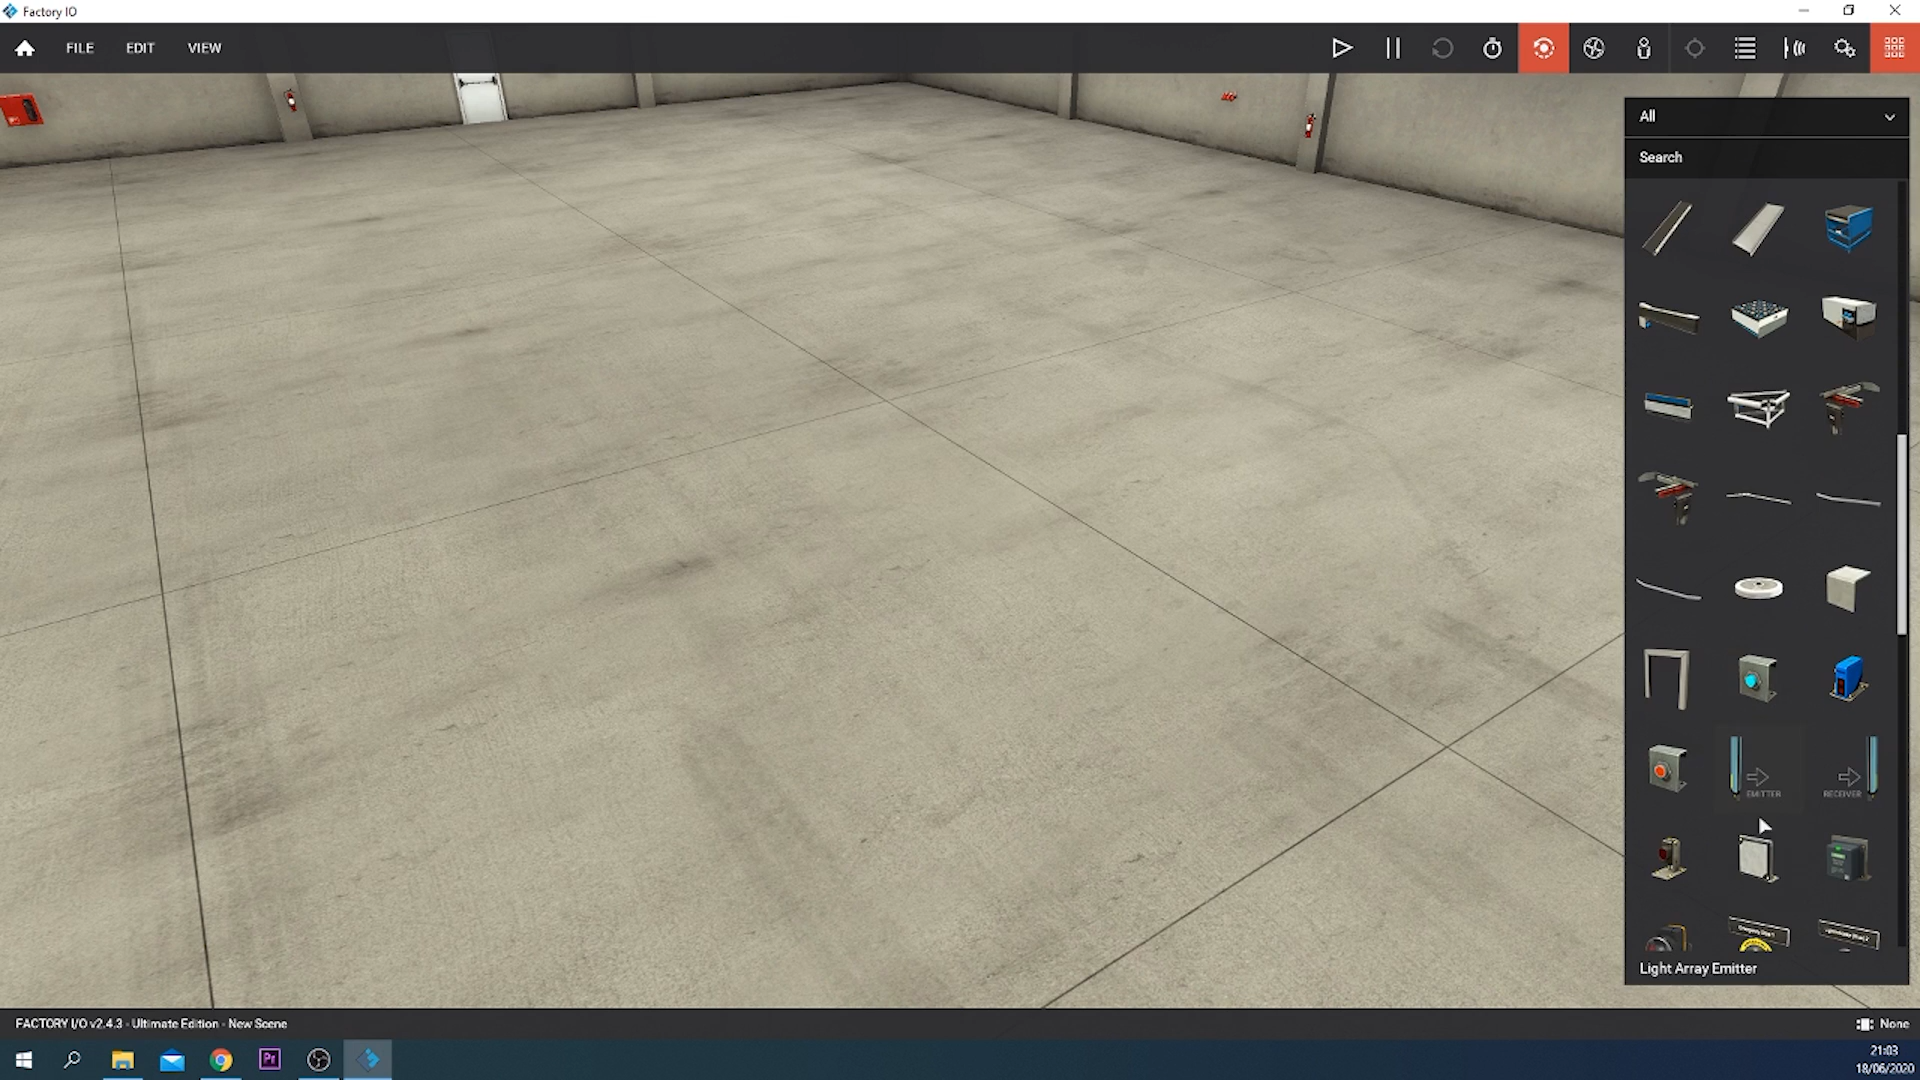 Factory IO
FILE EDIT VIEW
All
Search
EMITTER
RECEIVER
Light Array Emitter
FACTORY I/O v2.4.3 - Ultimate Edition - New Scene
None
Pr
21:03
18/06/2020